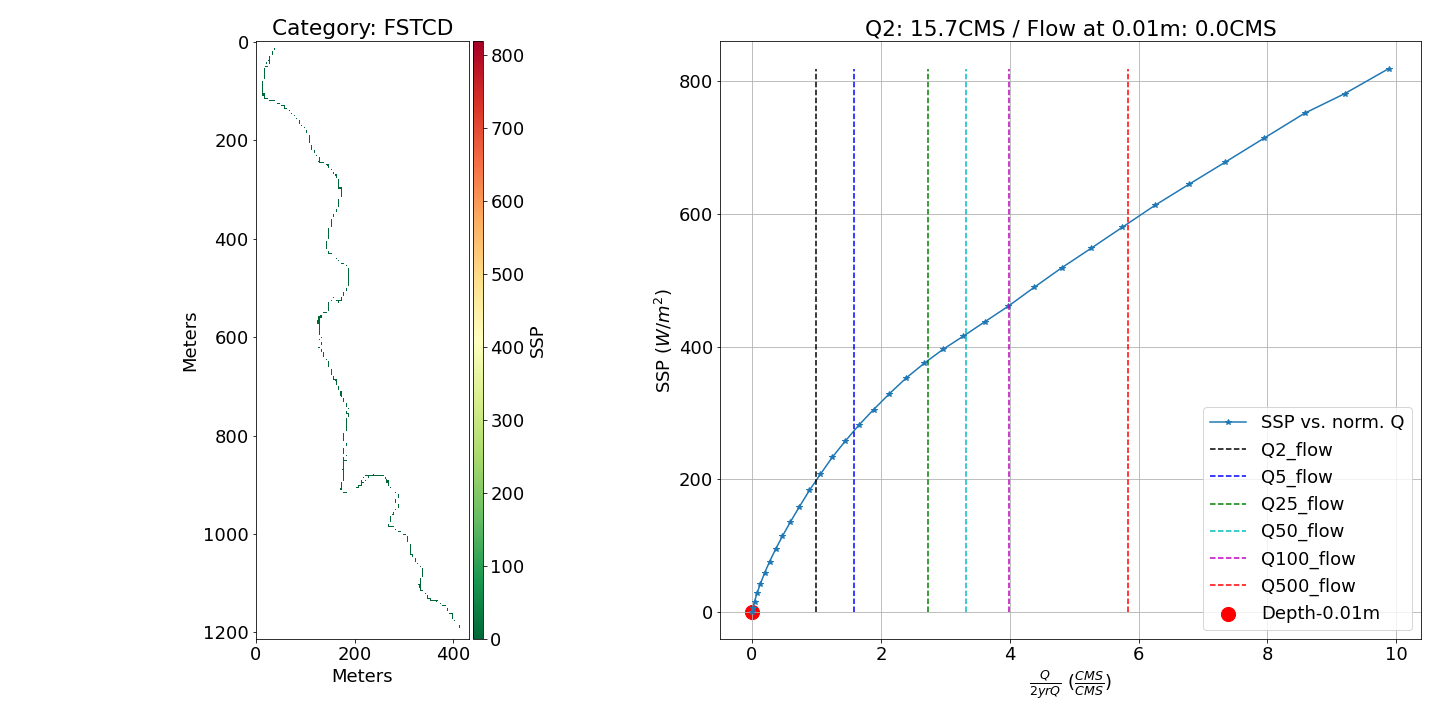 Category: FSTCD
0
200
400
600
800
1000
1200
Meters
0
200
400
Meters
800
700
600
500
400
300
200
100
0
SSP
Q2: 15.7CMS / Flow at 0.01m: 0.0CMS
800
600
400
200
0
SSP (W/m²)
SSP vs. norm. Q
Q2_flow
Q5_flow
Q25_flow
Q50_flow
Q100_flow
Q500_flow
Depth-0.01m
0
2
4
6
8
10
Q/2yrQ (CMS/CMS)